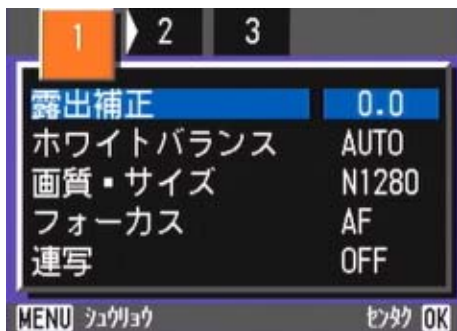 1 2 3
露出補正 0.0
ホワイトバランス AUTO
画質▪サイズ N1280
フォーカス AF
連写 OFF
MENU シュウリョウ センタク OK